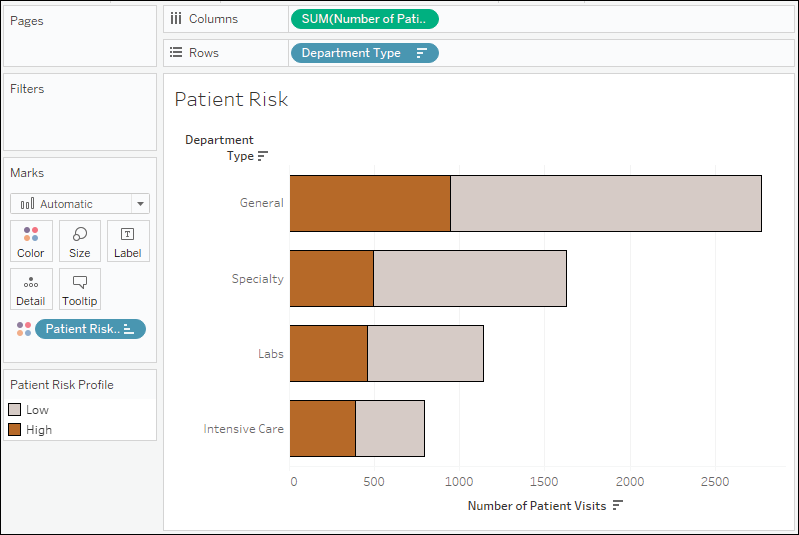 Pages
Columns
SUM(Number of Pati..
Rows
Department Type
Filters
Marks
Automatic
Color
Size
Label
Detail
Tooltip
Patient Risk..
Patient Risk Profile
Low
High
Patient Risk
Department
Type
General
Specialty
Labs
Intensive Care
0 500 1000 1500 2000 2500
Number of Patient Visits